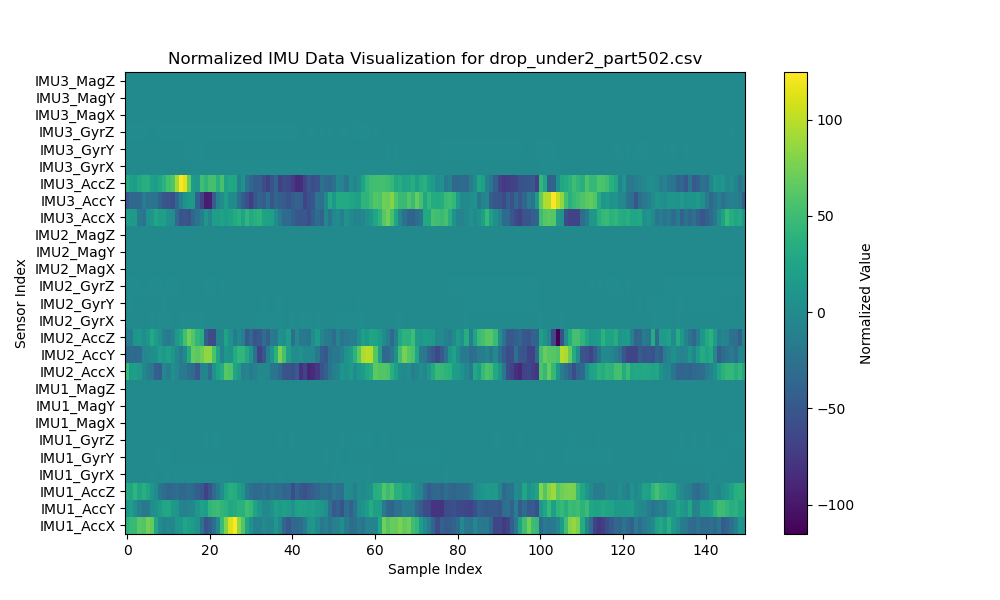 Normalized IMU Data Visualization for drop_under2_part502.csv
IMU3_MagZ
IMU3_MagY
IMU3_MagX
IMU3_GyrZ
IMU3_GyrY
IMU3_GyrX
IMU3_AccZ
IMU3_AccY
IMU3_AccX
IMU2_MagZ
IMU2_MagY
IMU2_MagX
IMU2_GyrZ
IMU2_GyrY
IMU2_GyrX
IMU2_AccZ
IMU2_AccY
IMU2_AccX
IMU1_MagZ
IMU1_MagY
IMU1_MagX
IMU1_GyrZ
IMU1_GyrY
IMU1_GyrX
IMU1_AccZ
IMU1_AccY
IMU1_AccX
Sensor Index
0 20 40 60 80 100 120 140
Sample Index
100
50
0
−50
−100
Normalized Value